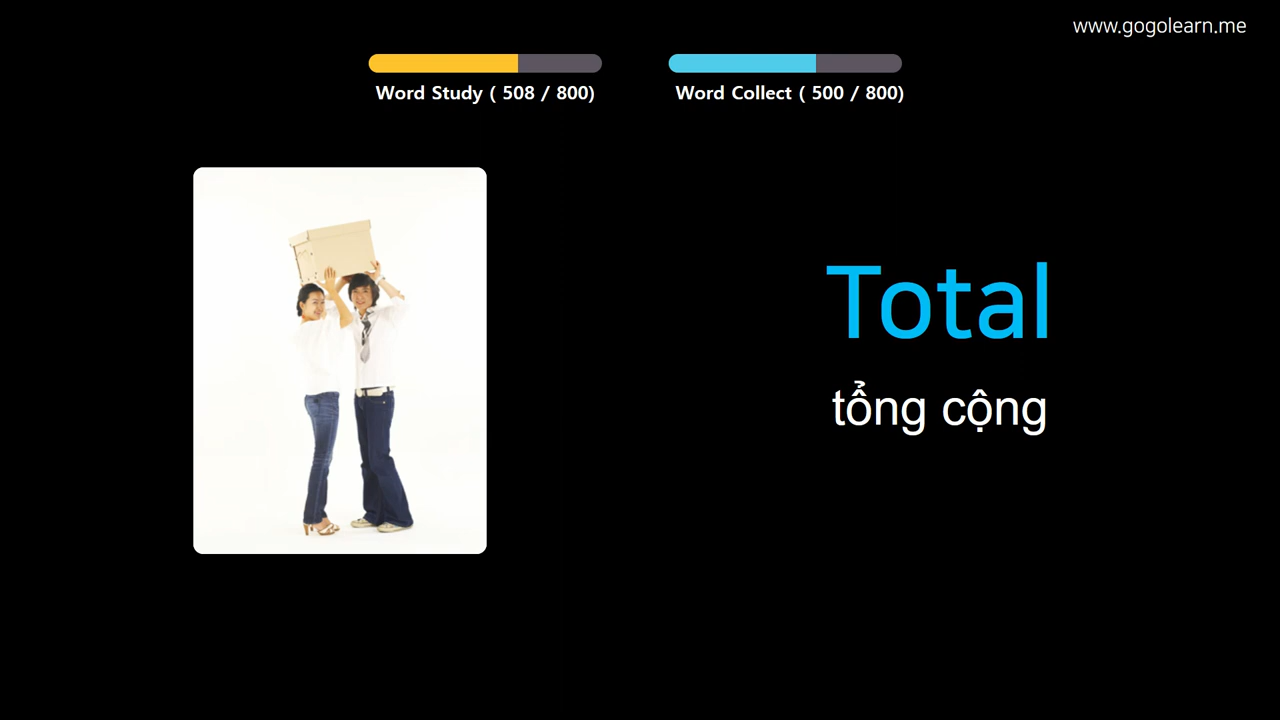 www.gogolearn.me
Word Study ( 508 / 800)
Word Collect ( 500 / 800)
Total
tổng cộng